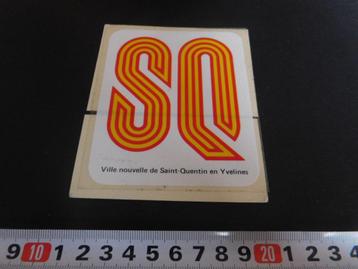 SQ
Ville nouvelle de Saint-Quentin en Yvelines
9 10 1 2 3 4 5 6 7 8 9 20 1 2 3